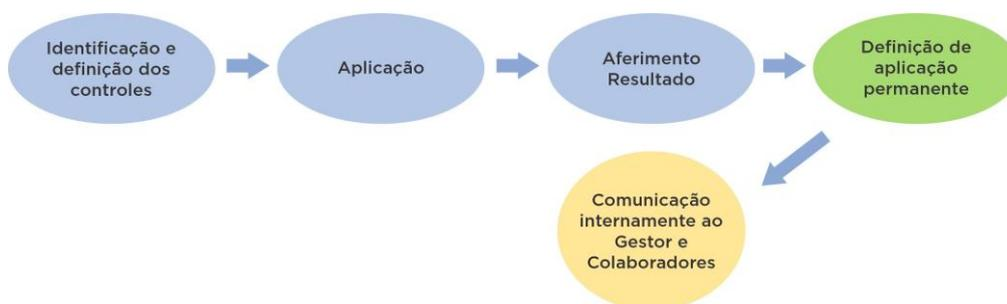 Identificação e
definição dos
controles
Aplicação
Aferimento
Resultado
Definição de
aplicação
permanente
Comunicação
internamente ao
Gestor e
Colaboradores